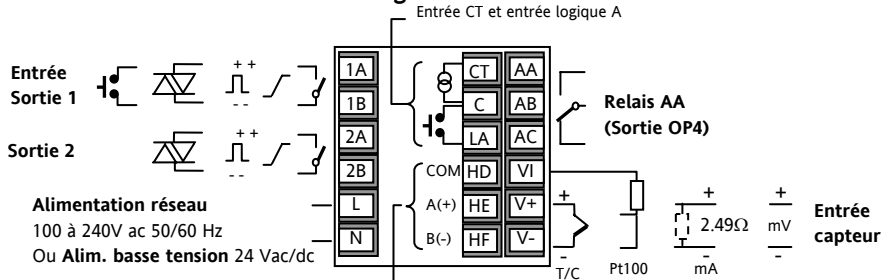 g
Entrée CT et entrée logique A
Entrée
Sortie 1
+ +
- -
Sortie 2
+ +
- -
Alimentation réseau
100 à 240V ac 50/60 Hz
Ou Alim. basse tension 24 Vac/dc
1A
1B
2A
2B
L
N
CT
C
LA
COM HD
A(+) HE
B(-) HF
AA
AB
AC
VI
V+
V-
Relais AA
(Sortie OP4)
+
-
T/C
Pt100
+
2.49Ω
-
mA
+
mV
-
Entrée
capteur